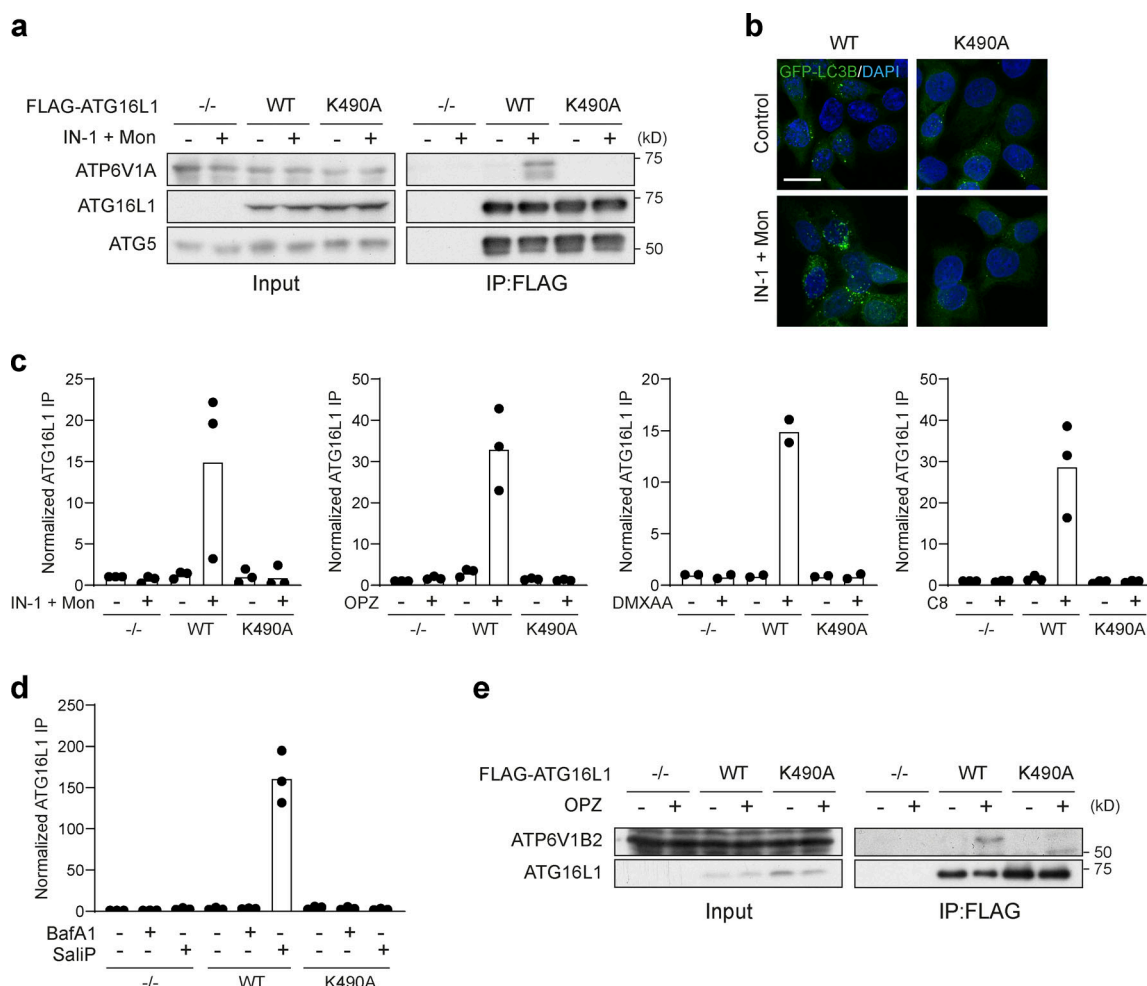 a
FLAG-ATG16L1 -/- WT K490A -/- WT K490A
IN-1 + Mon - + - + - + - + - + - + (kD)
ATP6V1A 75
ATG16L1 75
ATG5 50
Input IP:FLAG
b
WT K490A
GFP-LC3B/DAPI
Control
IN-1 + Mon
c
Normalized ATG16L1 IP
25
20
15
10
5
0
IN-1 + Mon - + - + - +
-/- WT K490A
Normalized ATG16L1 IP
50
40
30
20
10
0
OPZ - + - + - +
-/- WT K490A
Normalized ATG16L1 IP
20
15
10
5
0
DMXAA - + - + - +
-/- WT K490A
Normalized ATG16L1 IP
50
40
30
20
10
0
C8 - + - + - +
-/- WT K490A
d
Normalized ATG16L1 IP
250
200
150
100
50
0
BafA1 - + - - + - - + -
SaliP - - + - - + - - +
-/- WT K490A
e
FLAG-ATG16L1 -/- WT K490A -/- WT K490A
OPZ - + - + - + - + - + - + (kD)
ATP6V1B2 50
ATG16L1 75
Input IP:FLAG